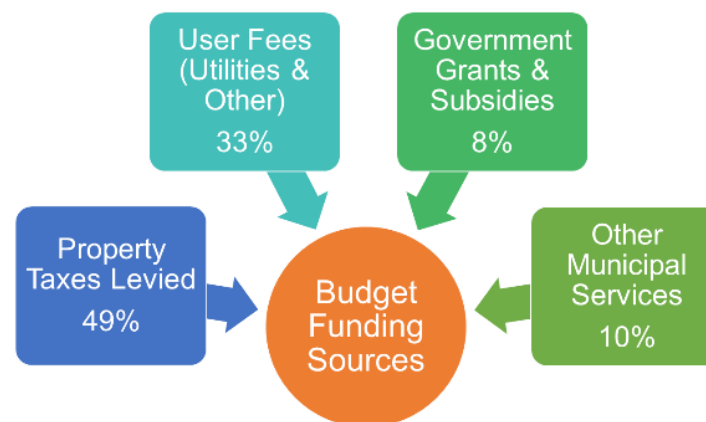 User Fees
(Utilities &
Other)
33%
Government
Grants &
Subsidies
8%
Property
Taxes Levied
49%
Budget
Funding
Sources
Other
Municipal
Services
10%